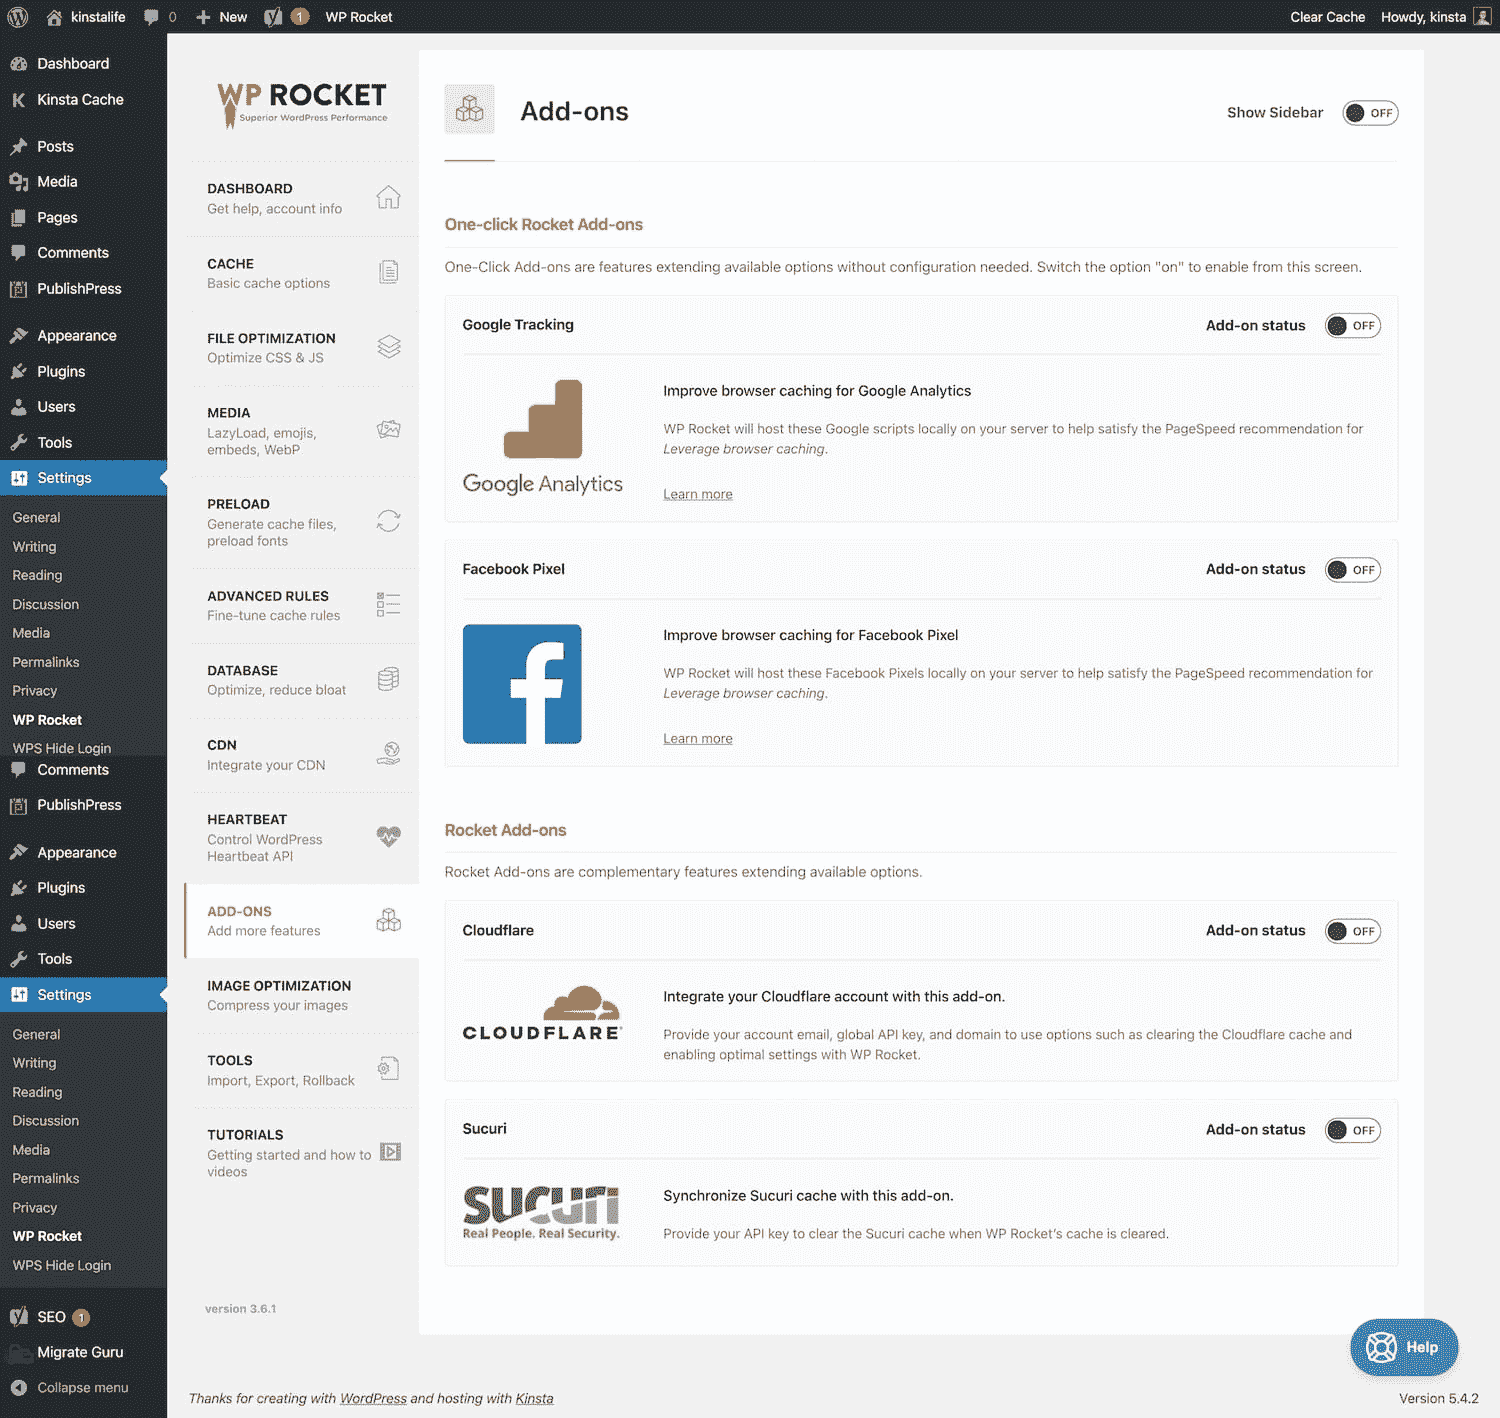 kinstalife 0 New 1 WP Rocket Clear Cache Howdy, kinsta
Dashboard
Kinsta Cache
Posts
Media
Pages
Comments
PublishPress
Appearance
Plugins
Users
Tools
Settings
General
Writing
Reading
Discussion
Media
Permalinks
Privacy
WP Rocket
WPS Hide Login
Comments
PublishPress
Appearance
Plugins
Users
Tools
Settings
General
Writing
Reading
Discussion
Media
Permalinks
Privacy
WP Rocket
WPS Hide Login
SEO 1
Migrate Guru
Collapse menu
WP ROCKET
Superior WordPress Performance
DASHBOARD
Get help, account info
CACHE
Basic cache options
FILE OPTIMIZATION
Optimize CSS & JS
MEDIA
LazyLoad, emojis,
embeds, WebP
PRELOAD
Generate cache files,
preload fonts
ADVANCED RULES
Fine-tune cache rules
DATABASE
Optimize, reduce bloat
CDN
Integrate your CDN
HEARTBEAT
Control WordPress
Heartbeat API
ADD-ONS
Add more features
IMAGE OPTIMIZATION
Compress your images
TOOLS
Import, Export, Rollback
TUTORIALS
Getting started and how to
videos
version 3.6.1
Add-ons
Show Sidebar OFF
One-click Rocket Add-ons
One-Click Add-ons are features extending available options without configuration needed. Switch the option "on" to enable from this screen.
Google Tracking Add-on status OFF
Google Analytics
Improve browser caching for Google Analytics
WP Rocket will host these Google scripts locally on your server to help satisfy the PageSpeed recommendation for
Leverage browser caching.
Learn more
Facebook Pixel Add-on status OFF
f
Improve browser caching for Facebook Pixel
WP Rocket will host these Facebook Pixels locally on your server to help satisfy the PageSpeed recommendation for
Leverage browser caching.
Learn more
Rocket Add-ons
Rocket Add-ons are complementary features extending available options.
Cloudflare Add-on status OFF
CLOUDFLARE
Integrate your Cloudflare account with this add-on.
Provide your account email, global API key, and domain to use options such as clearing the Cloudflare cache and
enabling optimal settings with WP Rocket.
Sucuri Add-on status OFF
SUCURI
Real People. Real Security.
Synchronize Sucuri cache with this add-on.
Provide your API key to clear the Sucuri cache when WP Rocket's cache is cleared.
Help
Thanks for creating with WordPress and hosting with Kinsta
Version 5.4.2